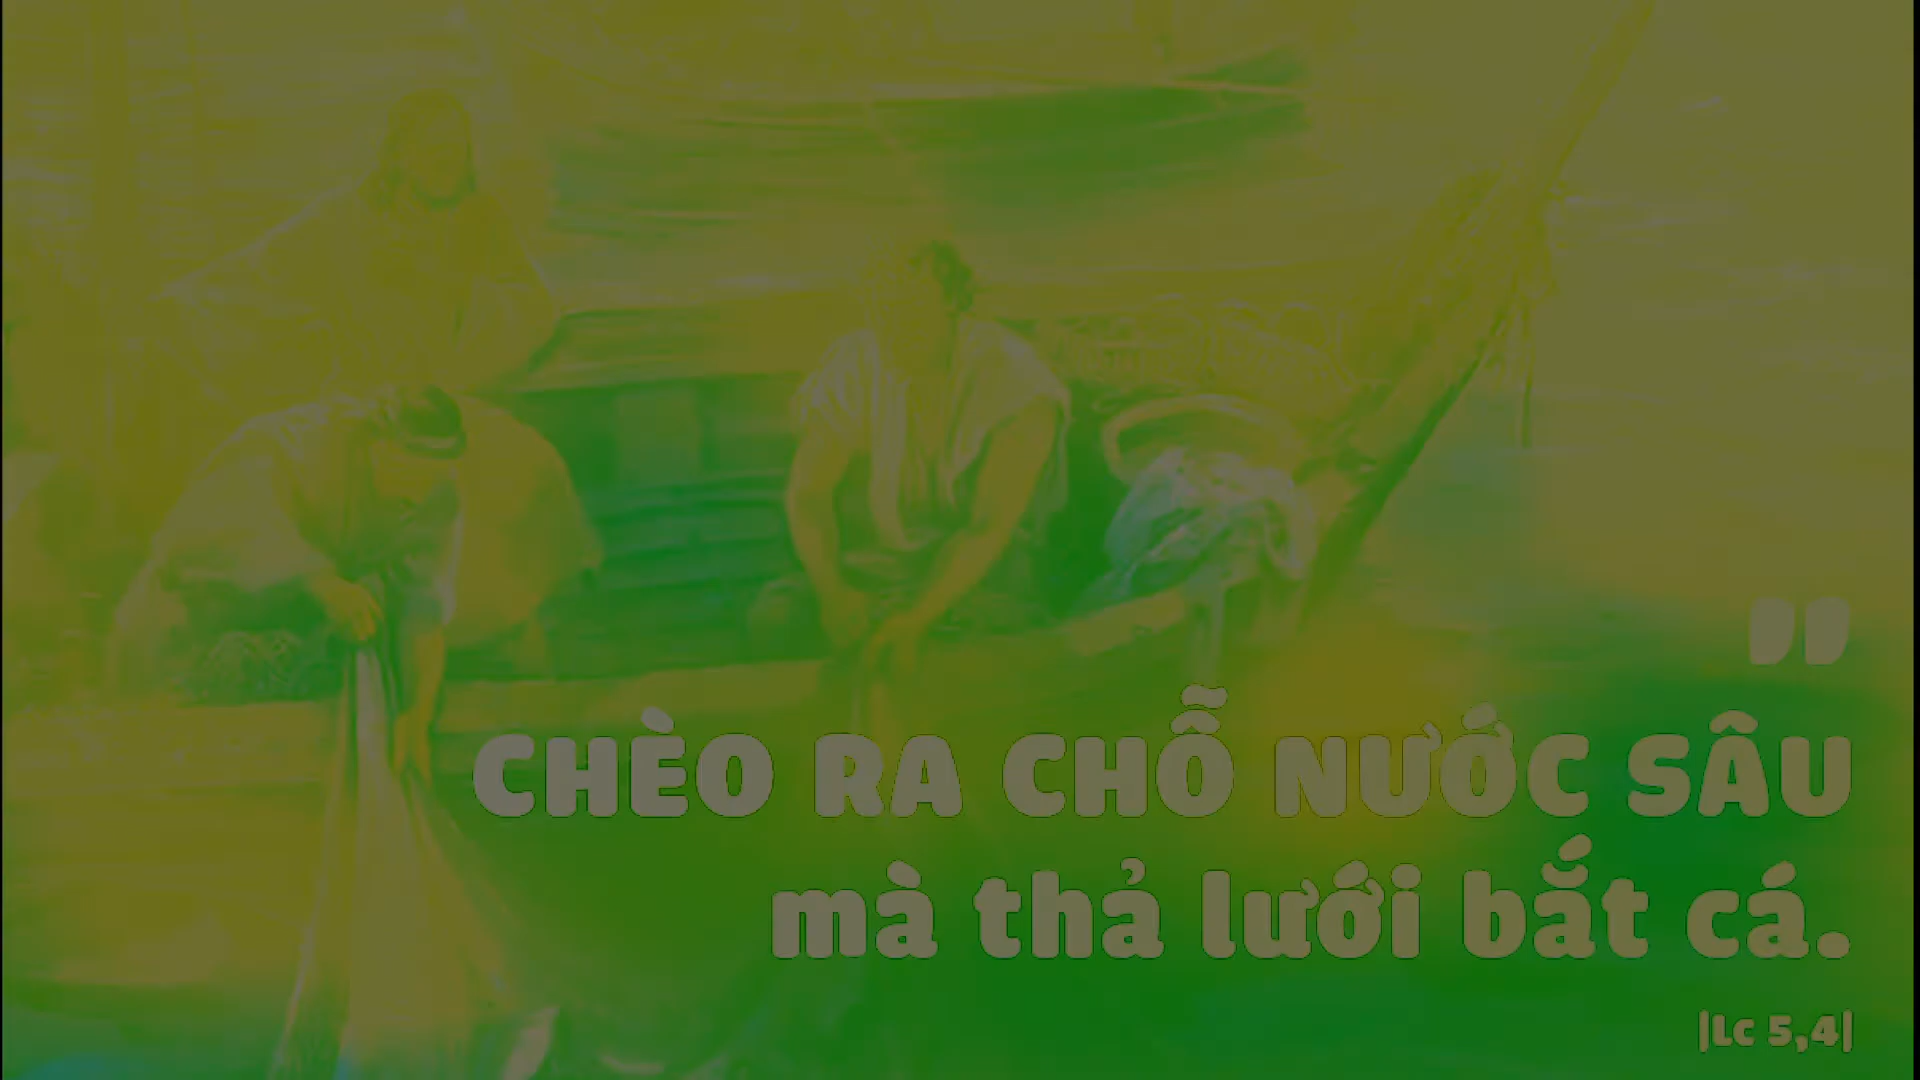 "
CHÈO RA CHỖ NƯỚC SÂU
mà thả lưới bắt cá.
|Lc 5,4|